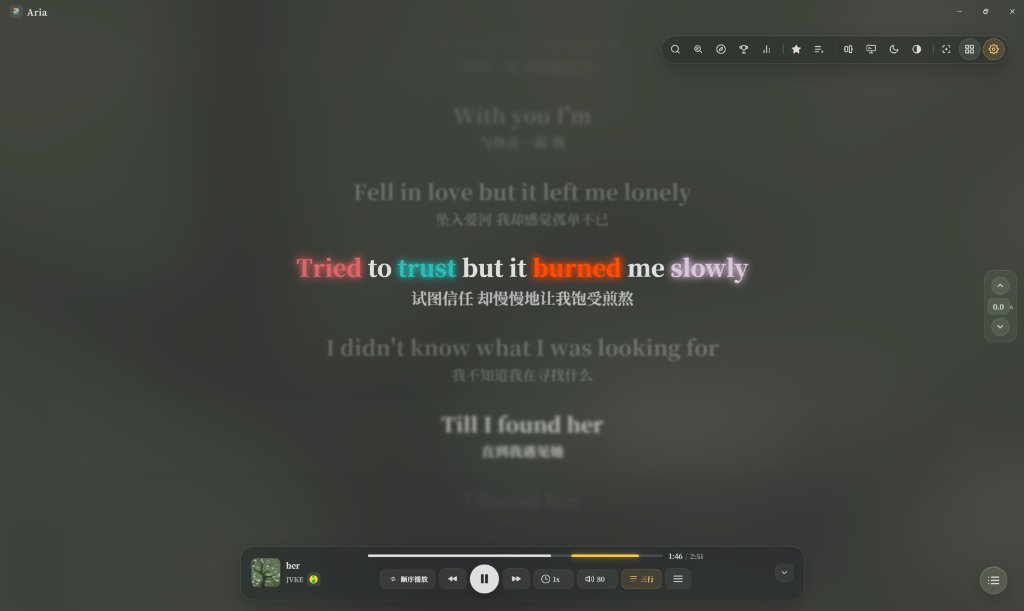 Aria
With you I'm
与你在一起 我
Fell in love but it left me lonely
坠入爱河 我却感觉孤单不已
Tried to trust but it burned me slowly
试图信任 却慢慢地让我饱受煎熬
0.0 s
I didn't know what I was looking for
我不知道我在寻找什么
Till I found her
直到我遇见她
I found her
her
JVKE
1:46 / 2:51
顺序播放
1x
80
三行